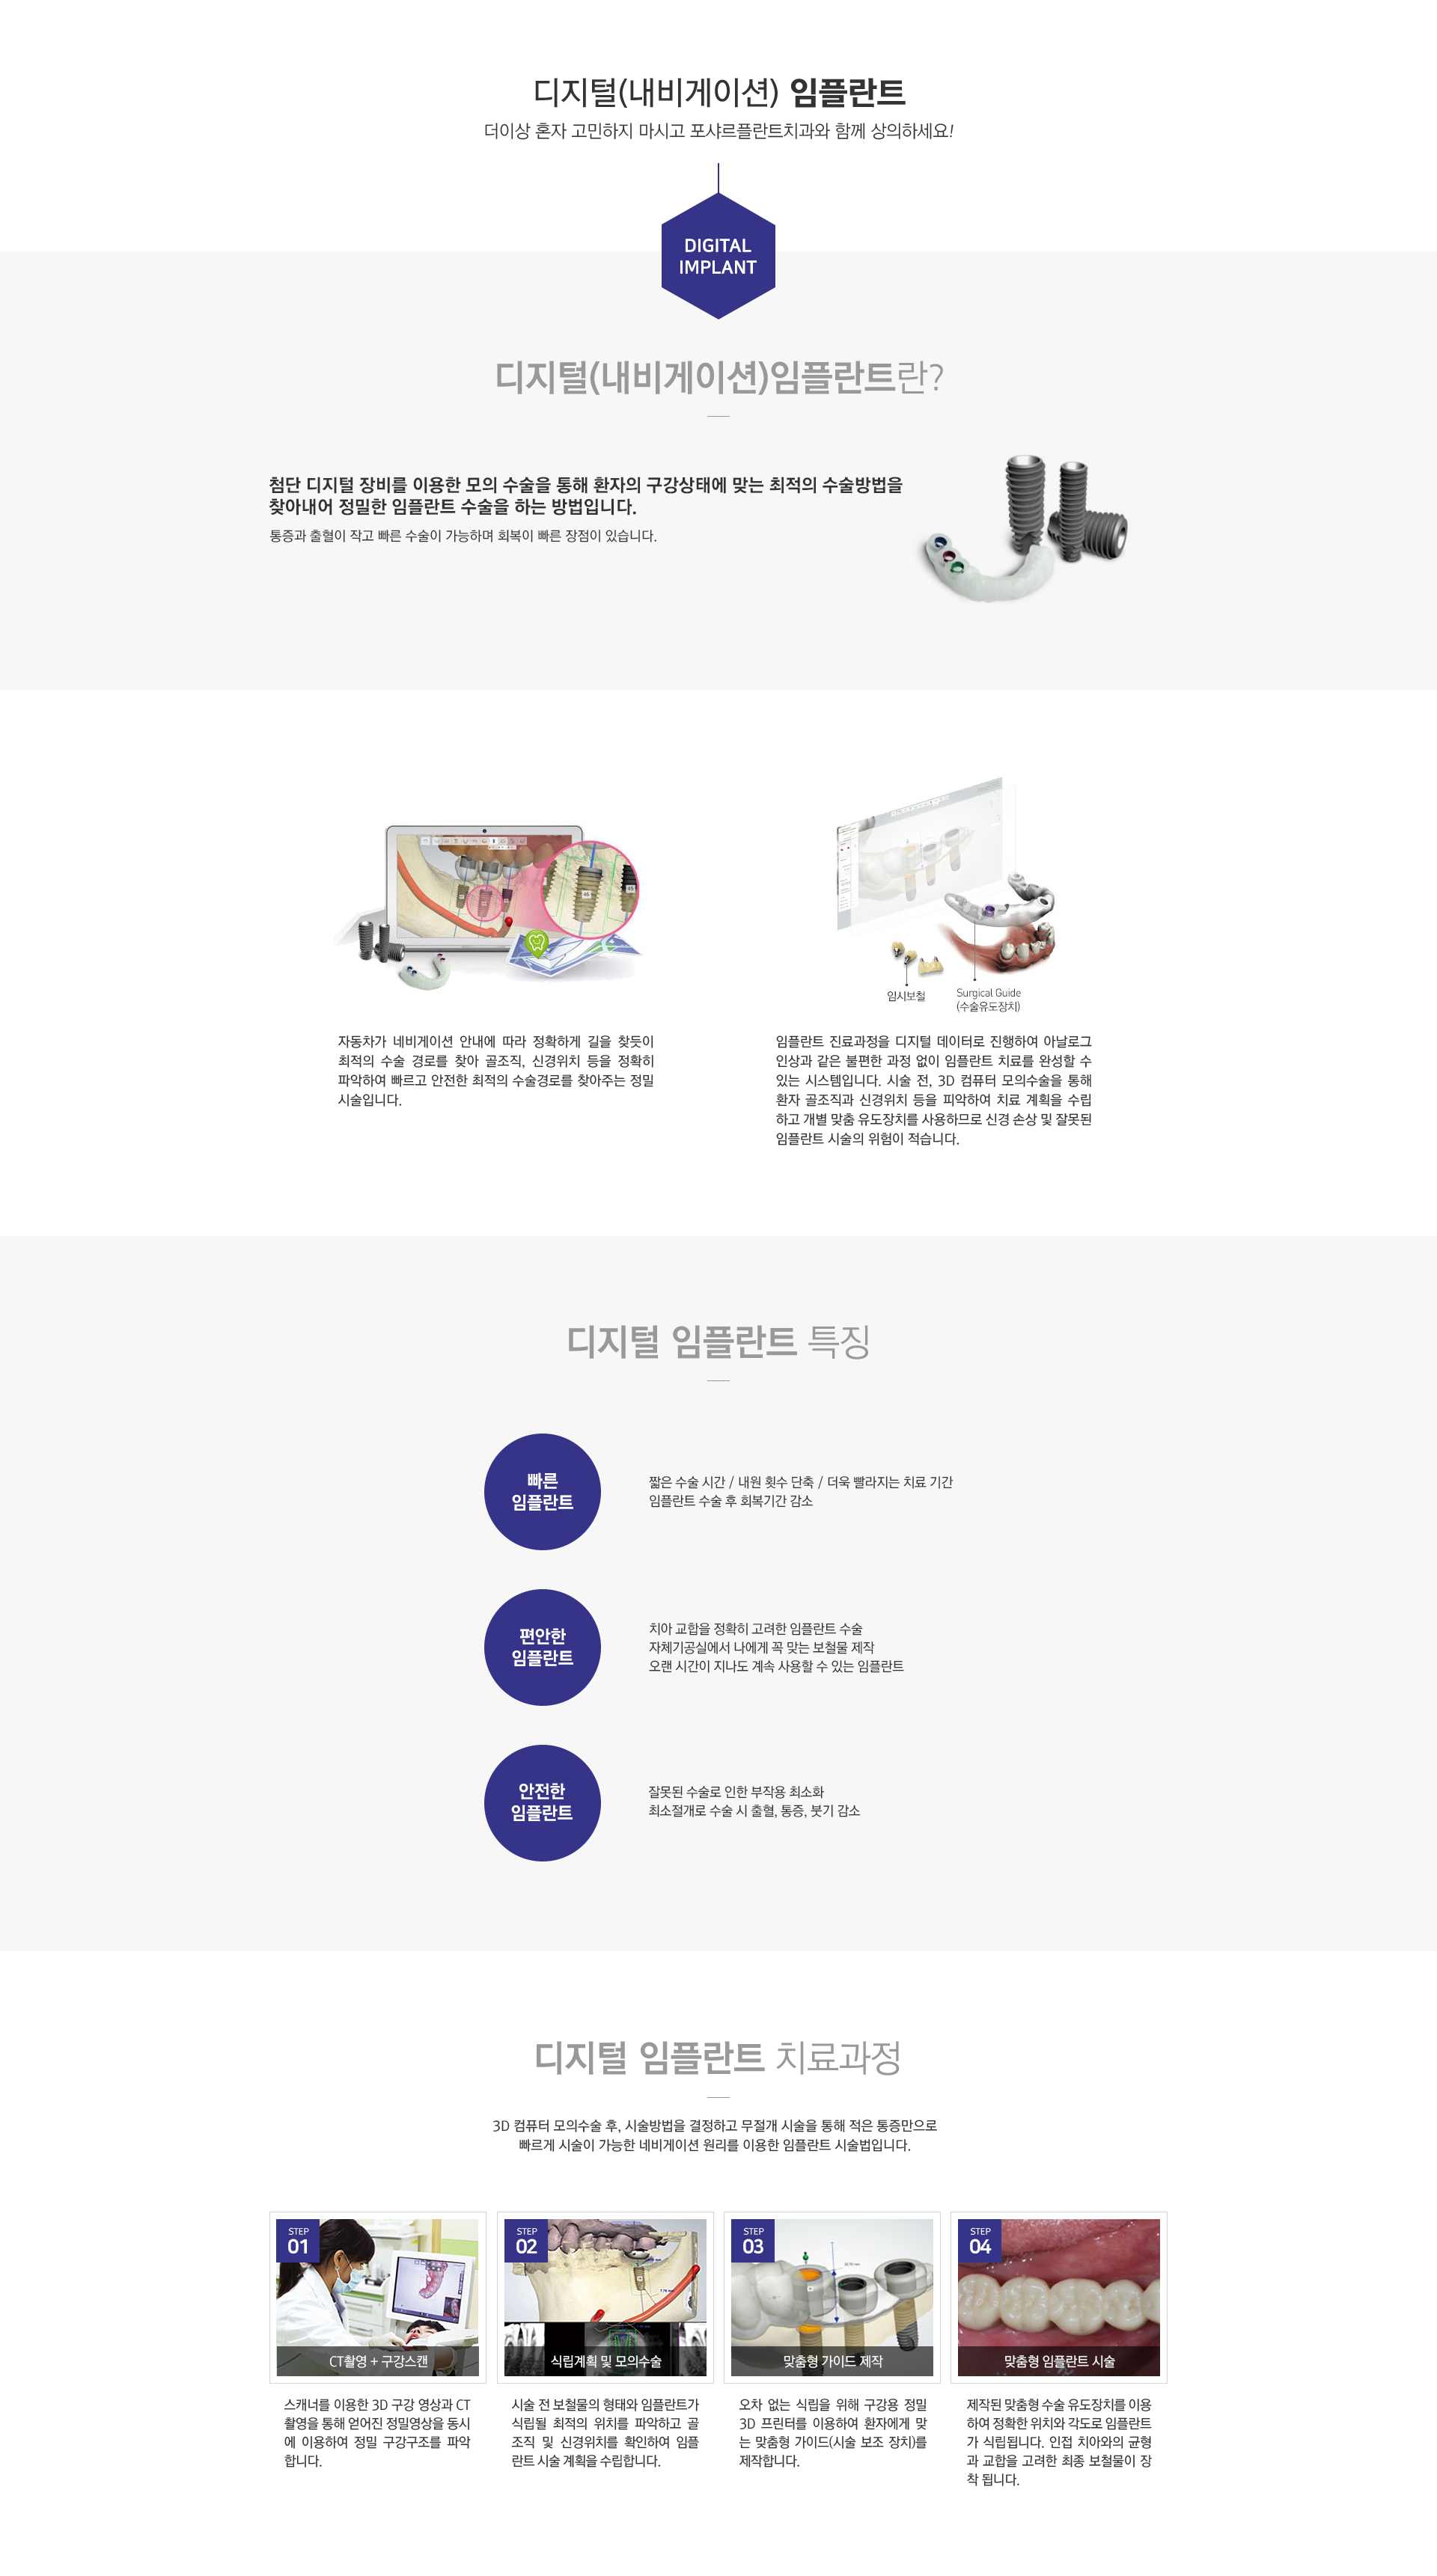 디지털(내비게이션) 임플란트
더이상 혼자 고민하지 마시고 포샤르플란트치과와 함께 상의하세요!
DIGITAL
IMPLANT
디지털(내비게이션)임플란트란?
첨단 디지털 장비를 이용한 모의 수술을 통해 환자의 구강상태에 맞는 최적의 수술방법을
찾아내어 정밀한 임플란트 수술을 하는 방법입니다.
통증과 출혈이 작고 빠른 수술이 가능하며 회복이 빠른 장점이 있습니다.
임시보철
Surgical Guide
(수술유도장치)
자동차가 네비게이션 안내에 따라 정확하게 길을 찾듯이
최적의 수술 경로를 찾아 골조직, 신경위치 등을 정확히
파악하여 빠르고 안전한 최적의 수술경로를 찾아주는 정밀
시술입니다.
임플란트 진료과정을 디지털 데이터로 진행하여 아날로그
인상과 같은 불편한 과정 없이 임플란트 치료를 완성할 수
있는 시스템입니다. 시술 전, 3D 컴퓨터 모의수술을 통해
환자 골조직과 신경위치 등을 피악하여 치료 계획을 수립
하고 개별 맞춤 유도장치를 사용하므로 신경 손상 및 잘못된
임플란트 시술의 위험이 적습니다.
디지털 임플란트 특징
빠른
임플란트
짧은 수술 시간 / 내원 횟수 단축 / 더욱 빨라지는 치료 기간
임플란트 수술 후 회복기간 감소
편안한
임플란트
치아 교합을 정확히 고려한 임플란트 수술
자체기공실에서 나에게 꼭 맞는 보철물 제작
오랜 시간이 지나도 계속 사용할 수 있는 임플란트
안전한
임플란트
잘못된 수술로 인한 부작용 최소화
최소절개로 수술 시 출혈, 통증, 붓기 감소
디지털 임플란트 치료과정
3D 컴퓨터 모의수술 후, 시술방법을 결정하고 무절개 시술을 통해 적은 통증만으로
빠르게 시술이 가능한 네비게이션 원리를 이용한 임플란트 시술법입니다.
STEP
01
CT촬영 + 구강스캔
스캐너를 이용한 3D 구강 영상과 CT
촬영을 통해 얻어진 정밀영상을 동시
에 이용하여 정밀 구강구조를 파악
합니다.
STEP
02
식립계획 및 모의수술
시술 전 보철물의 형태와 임플란트가
식립될 최적의 위치를 파악하고 골
조직 및 신경위치를 확인하여 임플
란트 시술 계획을 수립합니다.
STEP
03
맞춤형 가이드 제작
오차 없는 식립을 위해 구강용 정밀
3D 프린터를 이용하여 환자에게 맞
는 맞춤형 가이드(시술 보조 장치)를
제작합니다.
STEP
04
맞춤형 임플란트 시술
제작된 맞춤형 수술 유도장치를 이용
하여 정확한 위치와 각도로 임플란트
가 식립됩니다. 인접 치아와의 균형
과 교합을 고려한 최종 보철물이 장
착 됩니다.